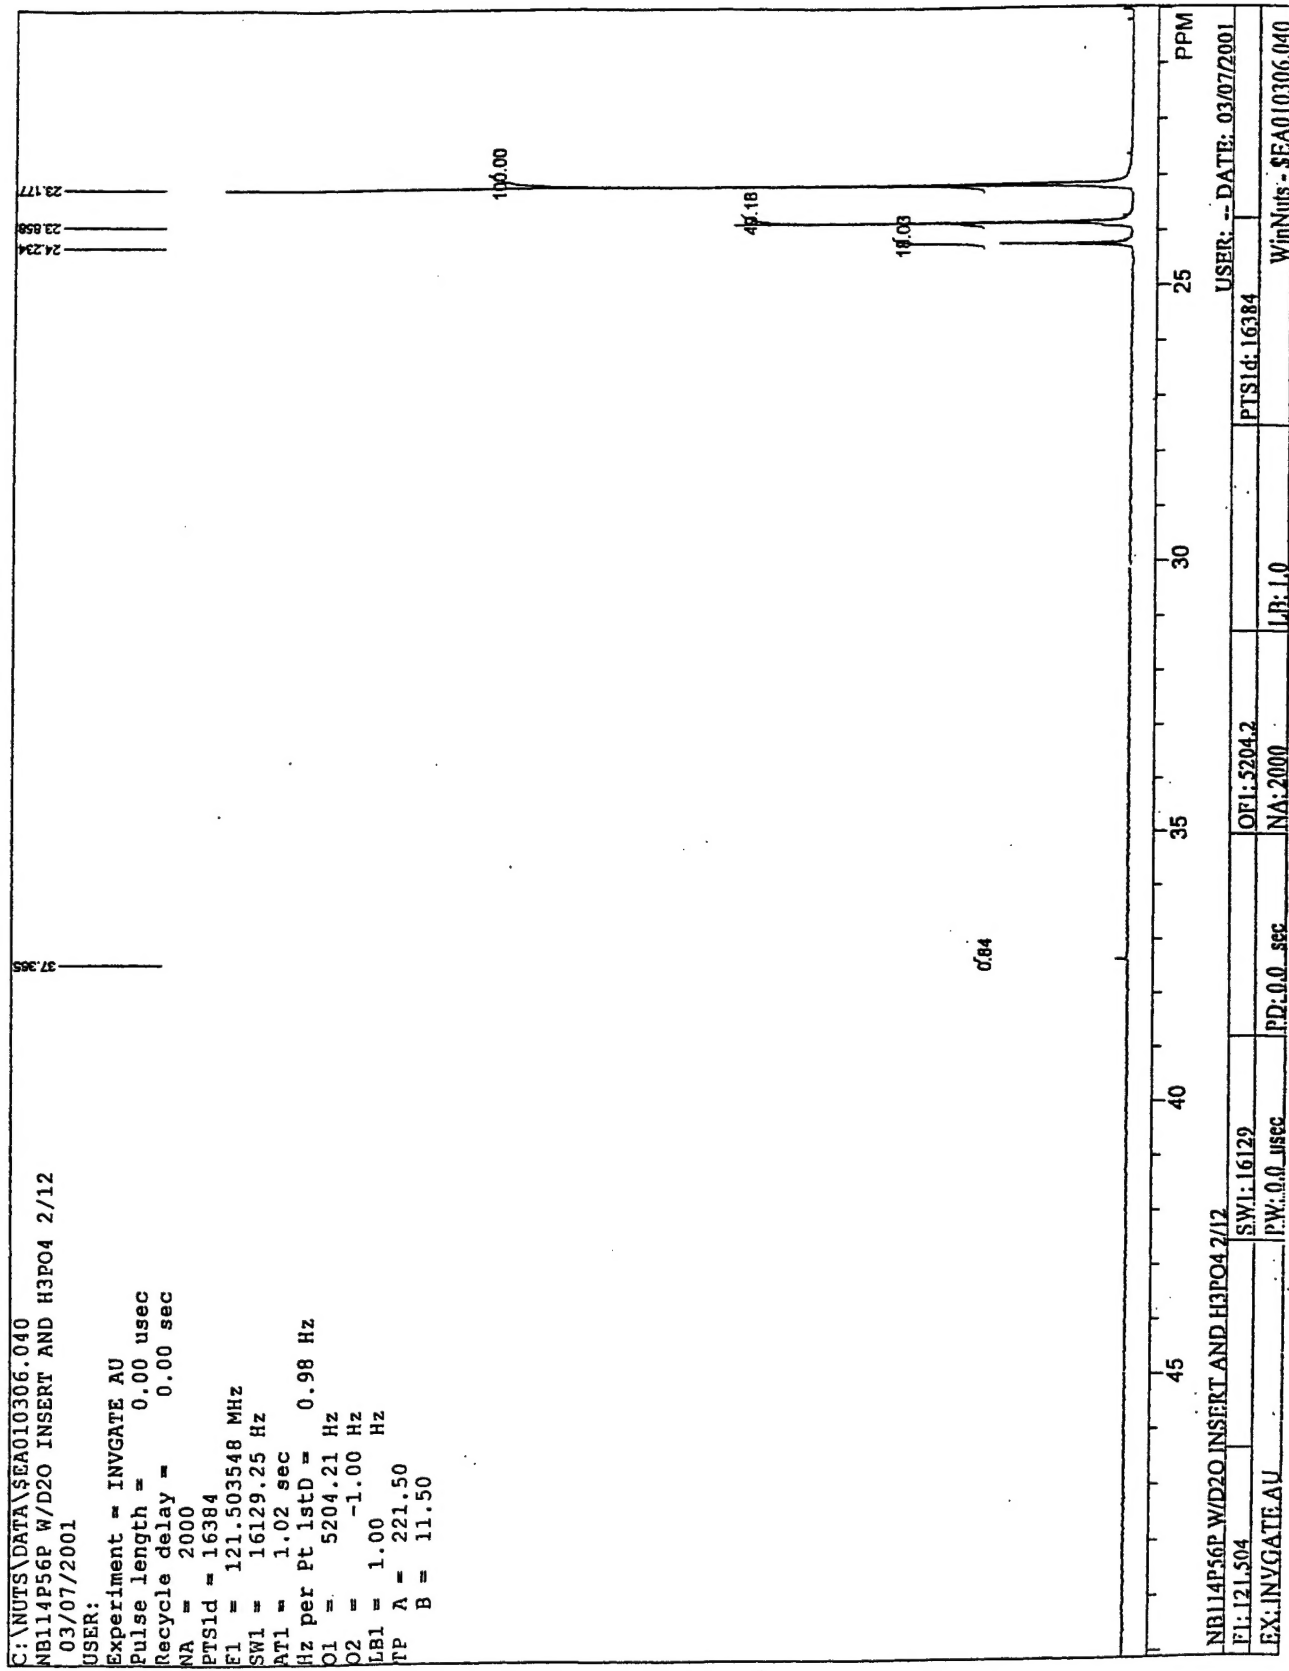 C:\NUTS\DATA\$EA010306.040
NB114P56P W/D2O INSERT AND H3PO4 2/12
03/07/2001
USER:
Experiment = INVGATE AU
Pulse length = 0.00 usec
Recycle delay = 0.00 sec
NA = 2000
PTS1d = 16384
F1 = 121.503548 MHz
SW1 = 16129.25 Hz
AT1 = 1.02 sec
Hz per Pt 1stD = 0.98 Hz
O1 = 5204.21 Hz
O2 = -1.00 Hz
LB1 = 1.00 Hz
TP A = 221.50
B = 11.50
37.365
24.234
23.858
23.177
0.84
18.03
49.18
100.00
45 40 35 30 25 PPM
NB114P56P W/D2O INSERT AND H3PO4 2/12 USER: -- DATE: 03/07/2001
F1: 121.504 SW1: 16129 OF1: 5204.2 PTS1d: 16384
EX: INVGATE.AU PW: 0.0 usec PD: 0.0 sec NA: 2000 LB: 1.0 WinNuts - $EA010306.040